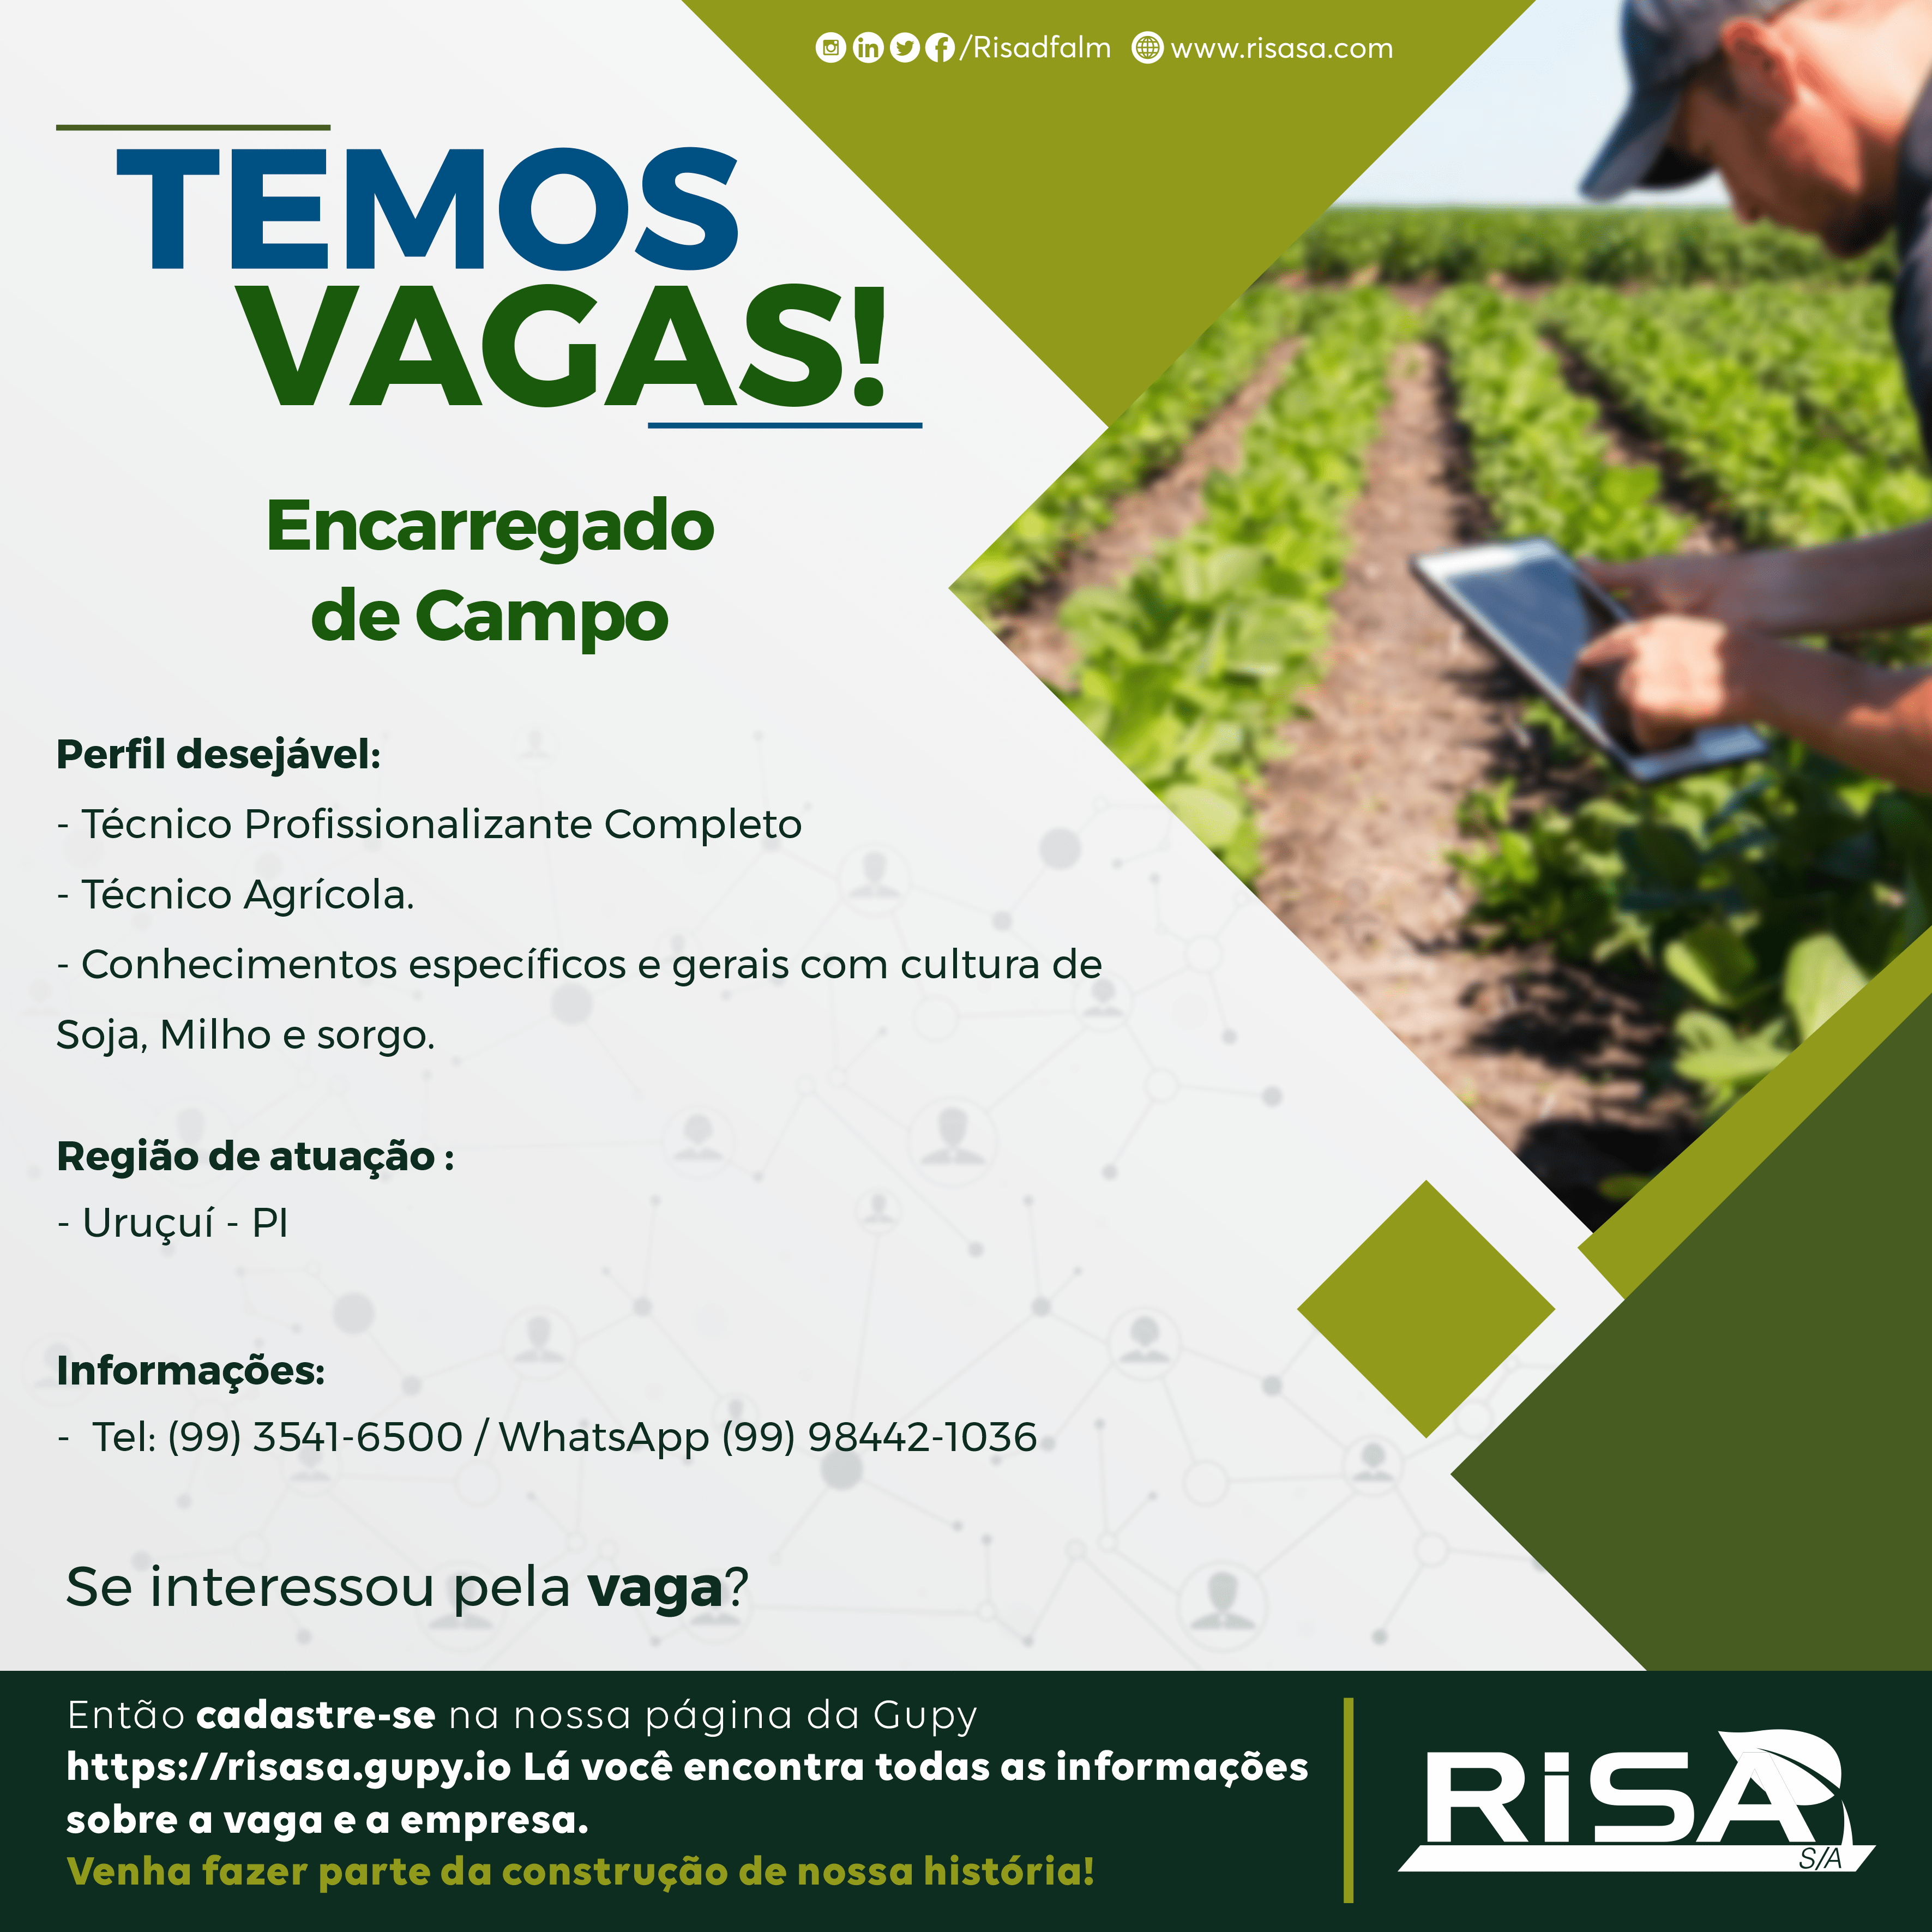 /Risadfalm www.risasa.com
TEMOS
VAGAS!
Encarregado
de Campo
Perfil desejável:
- Técnico Profissionalizante Completo
- Técnico Agrícola.
- Conhecimentos específicos e gerais com cultura de
Soja, Milho e sorgo.
Região de atuação :
- Uruçuí - PI
Informações:
- Tel: (99) 3541-6500 / WhatsApp (99) 98442-1036
Se interessou pela vaga?
Então cadastre-se na nossa página da Gupy
https://risasa.gupy.io Lá você encontra todas as informações
sobre a vaga e a empresa.
Venha fazer parte da construção de nossa história!
RiSA
S/A